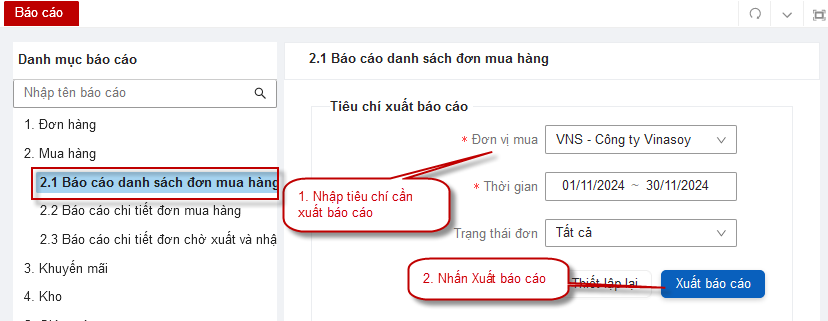 Báo cáo
Danh mục báo cáo
Nhập tên báo cáo
1. Đơn hàng
2. Mua hàng
2.1 Báo cáo danh sách đơn mua hàng
2.2 Báo cáo chi tiết đơn mua hàng
2.3 Báo cáo chi tiết đơn chờ xuất và nhậ
3. Khuyến mãi
4. Kho
2.1 Báo cáo danh sách đơn mua hàng
Tiêu chí xuất báo cáo
* Đơn vị mua VNS - Công ty Vinasoy
1. Nhập tiêu chí cần
xuất báo cáo
* Thời gian 01/11/2024 ~ 30/11/2024
Trạng thái đơn Tất cả
2. Nhấn Xuất báo cáo
Thiết lập lại Xuất báo cáo